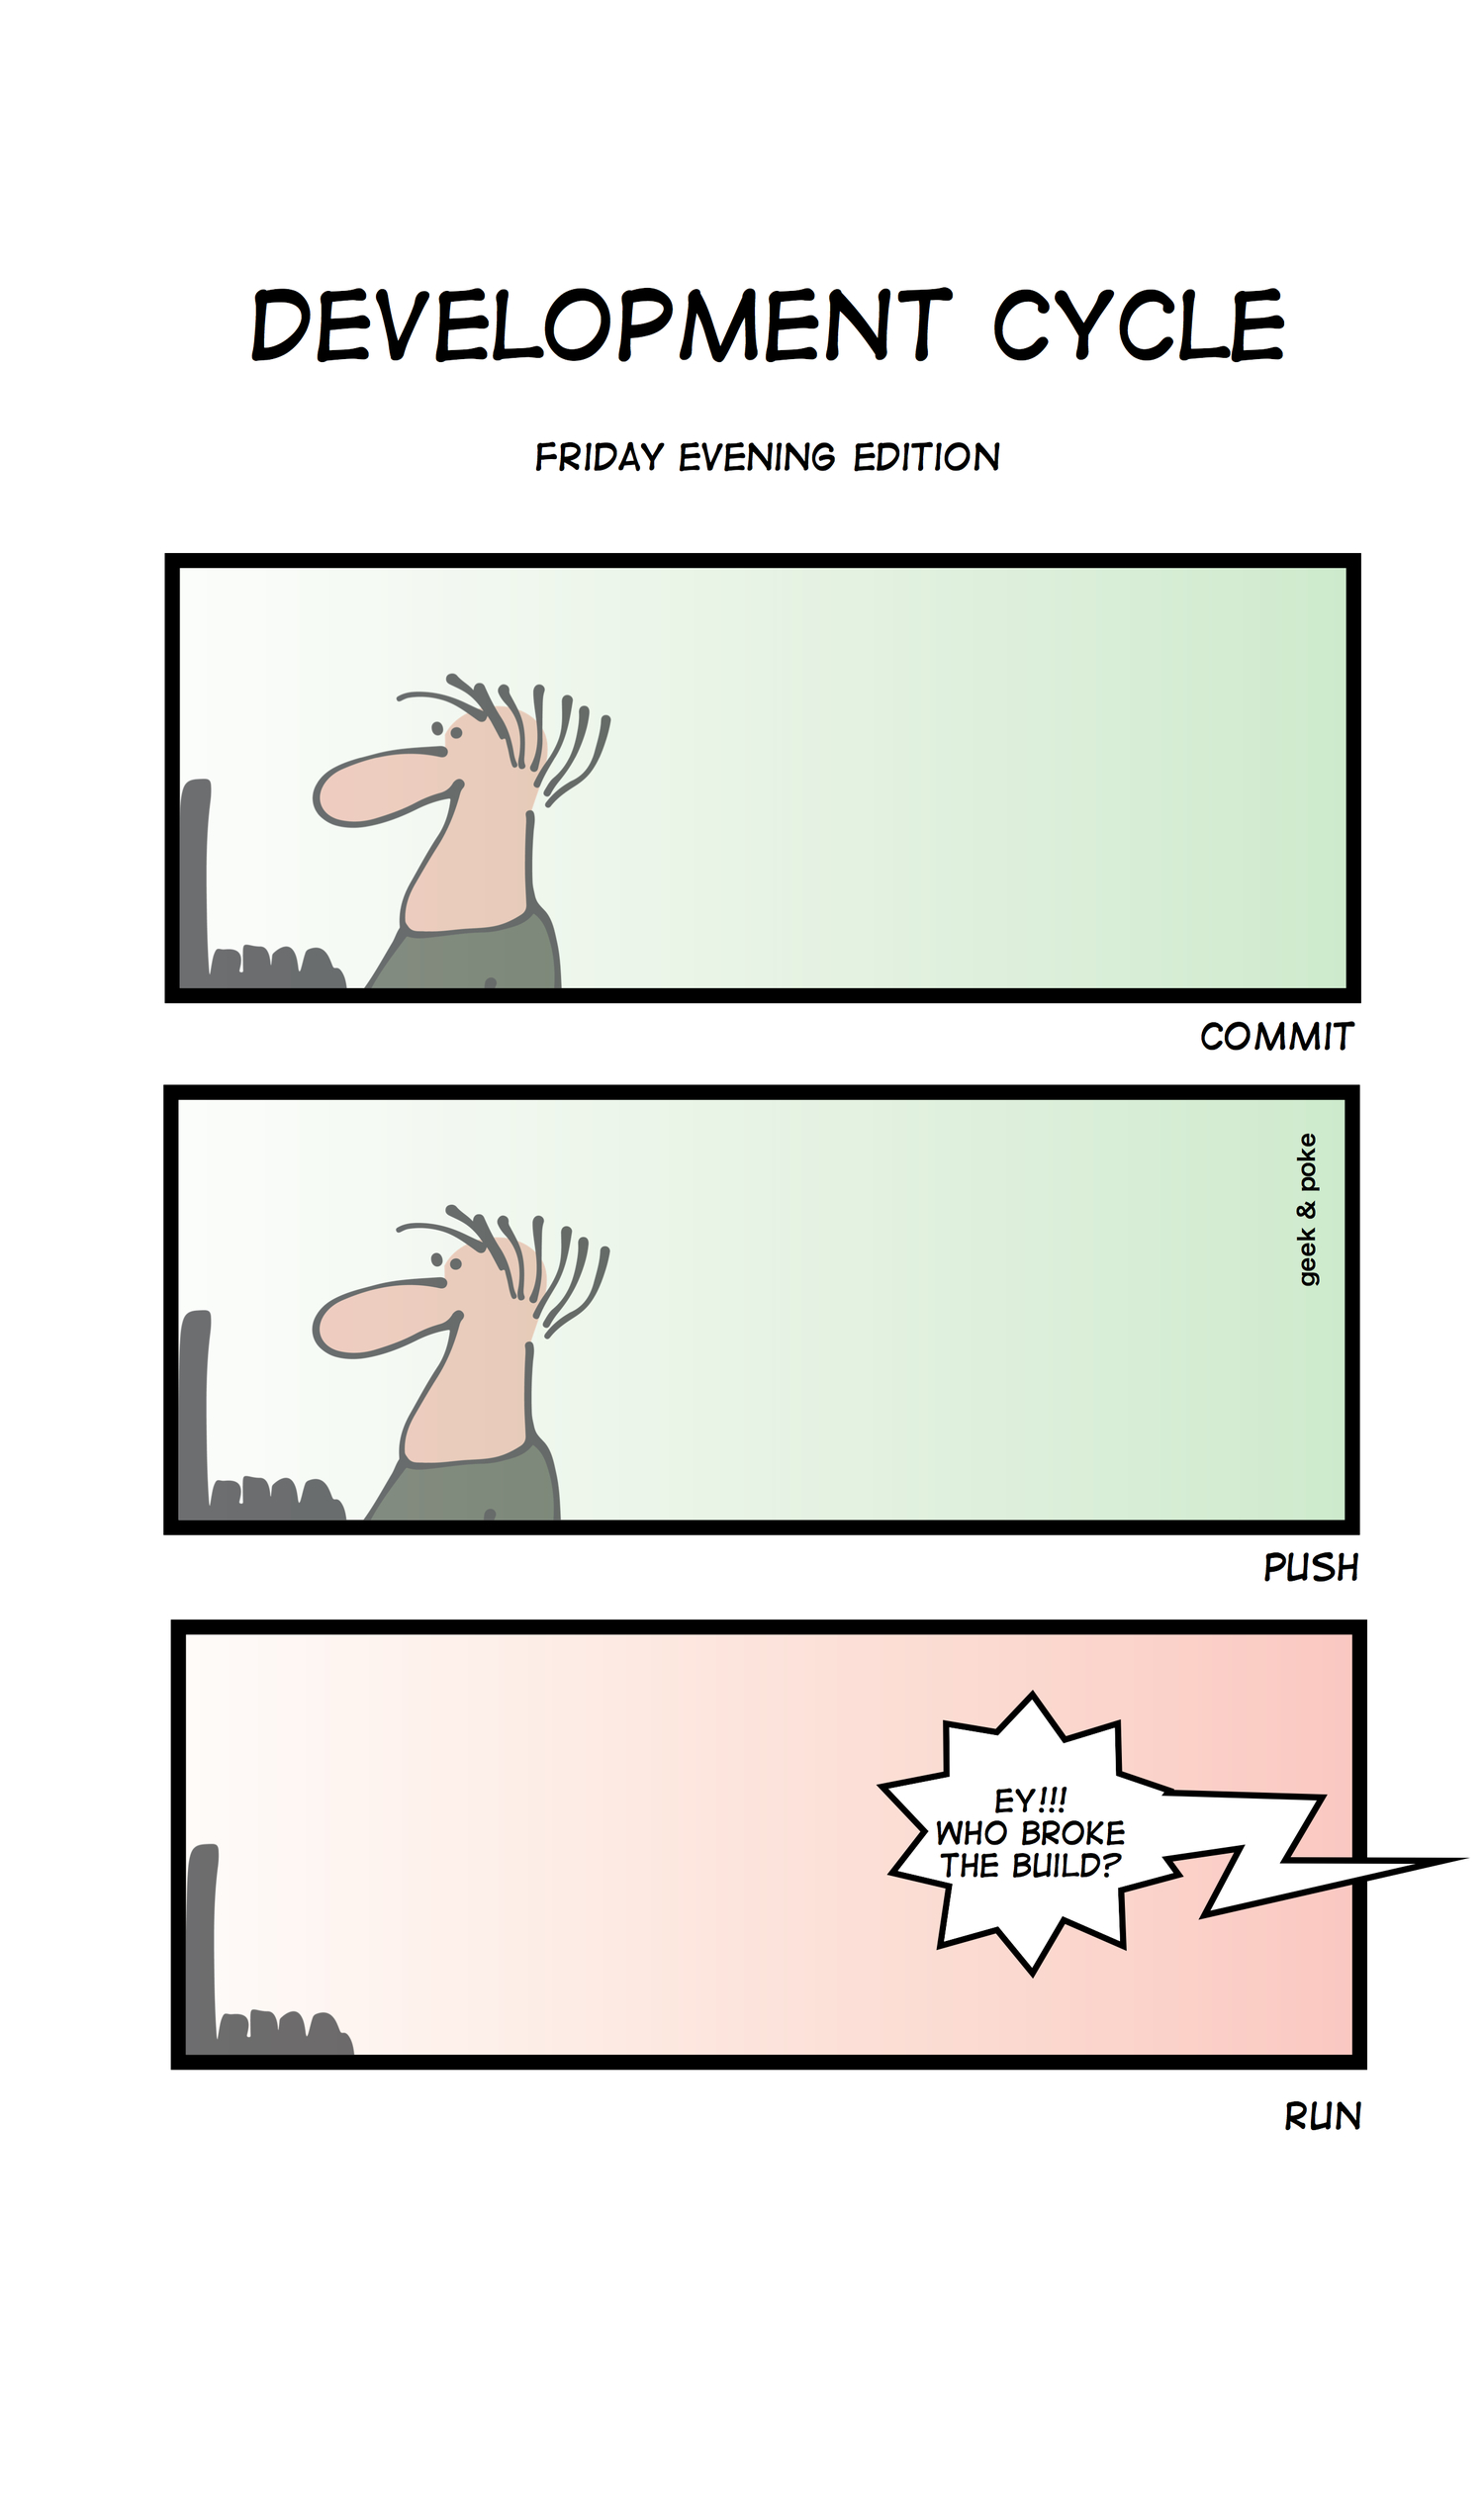 DEVELOPMENT CYCLE
FRIDAY EVENING EDITION
COMMIT
geek & poke
PUSH
EY!!!
WHO BROKE
THE BUILD?
RUN